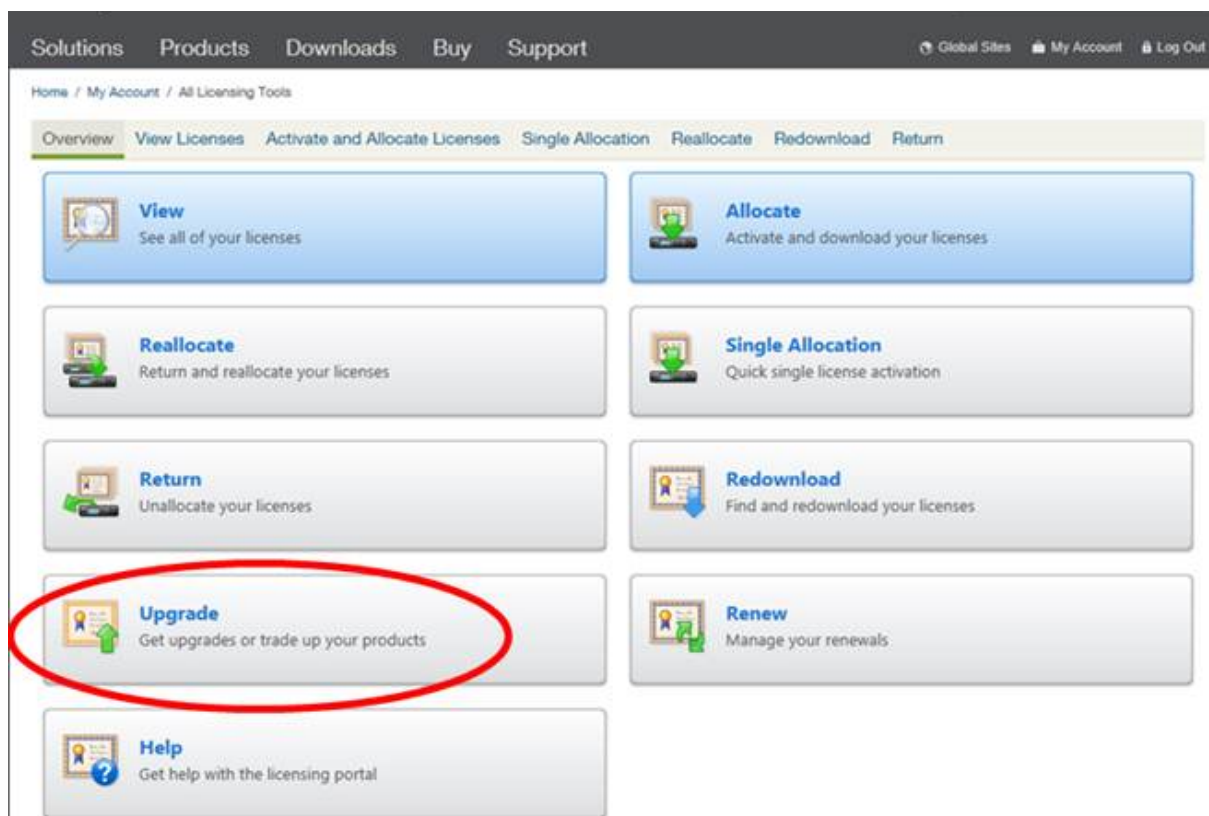 Solutions Products Downloads Buy Support Global Sites My Account Log Out
Home / My Account / All Licensing Tools
Overview View Licenses Activate and Allocate Licenses Single Allocation Reallocate Redownload Return
View
See all of your licenses
Allocate
Activate and download your licenses
Reallocate
Return and reallocate your licenses
Single Allocation
Quick single license activation
Return
Unallocate your licenses
Redownload
Find and redownload your licenses
Upgrade
Get upgrades or trade up your products
Renew
Manage your renewals
Help
Get help with the licensing portal